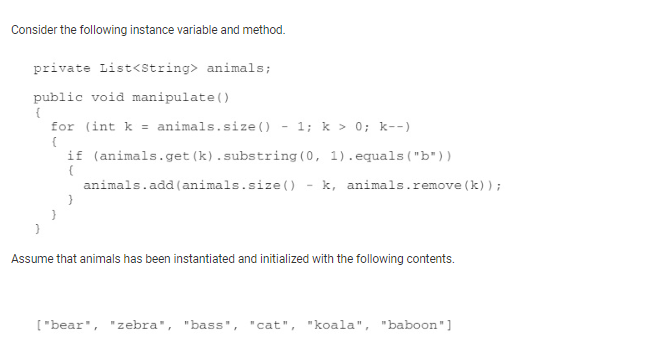 Consider the following instance variable and method.
private List<String> animals;
public void manipulate()
{
for (int k = animals.size() - 1; k > 0; k--)
{
if (animals.get(k).substring(0, 1).equals("b"))
{
animals.add(animals.size() - k, animals.remove(k));
}
}
}
Assume that animals has been instantiated and initialized with the following contents.
["bear", "zebra", "bass", "cat", "koala", "baboon"]